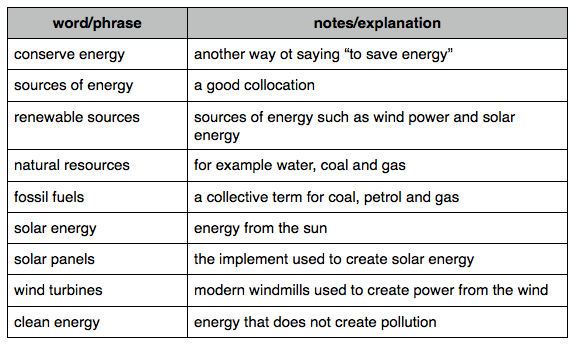 word/phrase notes/explanation
conserve energy another way ot saying “to save energy”
sources of energy a good collocation
renewable sources sources of energy such as wind power and solar
energy
natural resources for example water, coal and gas
fossil fuels a collective term for coal, petrol and gas
solar energy energy from the sun
solar panels the implement used to create solar energy
wind turbines modern windmills used to create power from the wind
clean energy energy that does not create pollution